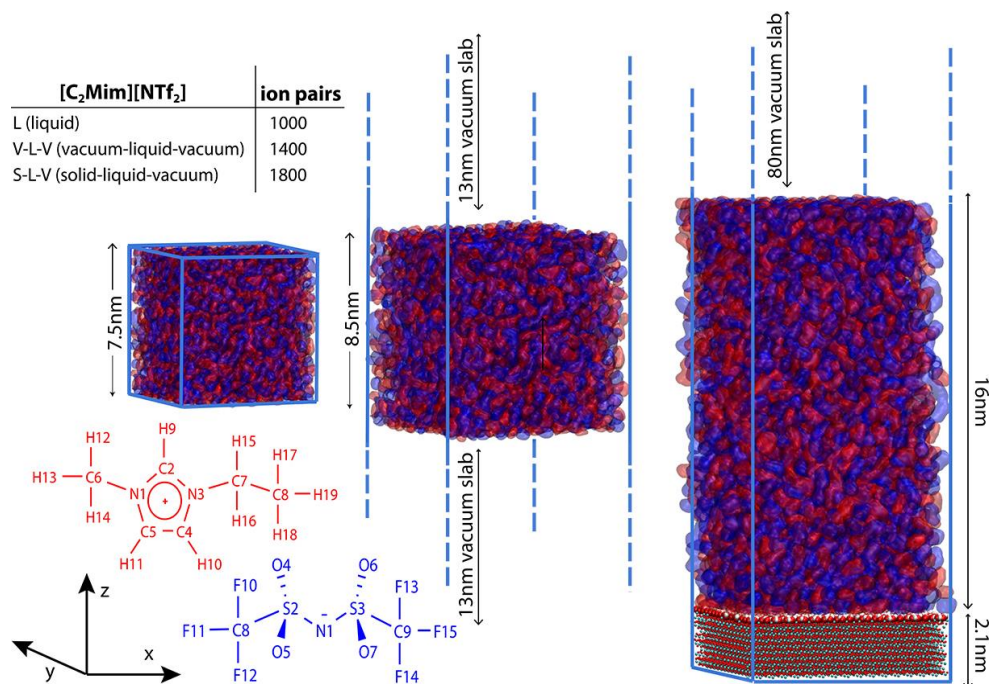 [C₂Mim][NTf₂] ion pairs
L (liquid) 1000
V-L-V (vacuum-liquid-vacuum) 1400
S-L-V (solid-liquid-vacuum) 1800
7.5nm
13nm vacuum slab
8.5nm
13nm vacuum slab
80nm vacuum slab
16nm
2.1nm
H9
H12
H15
H17
H13
C6
C2
C7
C8
H19
N1
N3
+
H14
H16
H18
C5
C4
H11
H10
O4
O6
F10
F13
S2
S3
F11
C8
N1
-
C9
F15
O5
O7
F12
F14
z
x
y